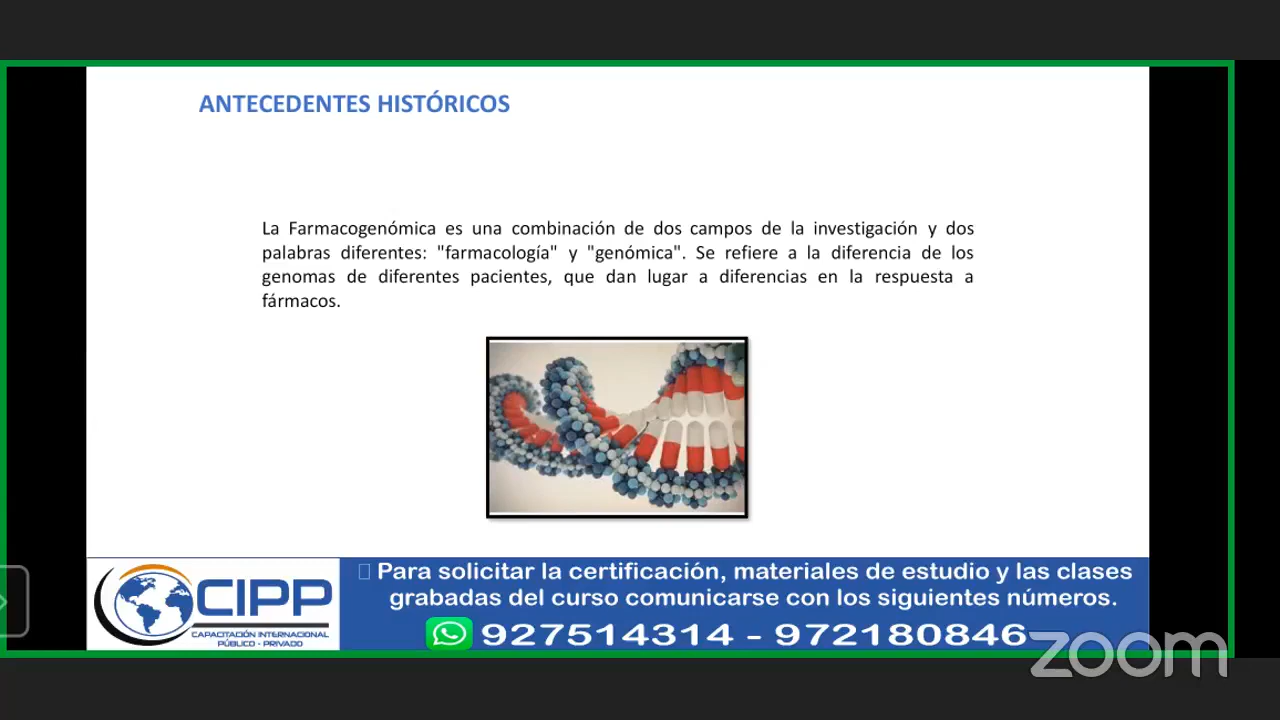 ANTECEDENTES HISTÓRICOS
La Farmacogenómica es una combinación de dos campos de la investigación y dos
palabras diferentes: "farmacología" y "genómica". Se refiere a la diferencia de los
genomas de diferentes pacientes, que dan lugar a diferencias en la respuesta a
fármacos.
CIPP
CAPACITACIÓN INTERNACIONAL
PÚBLICO - PRIVADO
Para solicitar la certificación, materiales de estudio y las clases
grabadas del curso comunicarse con los siguientes números.
927514314 - 972180846
zoom